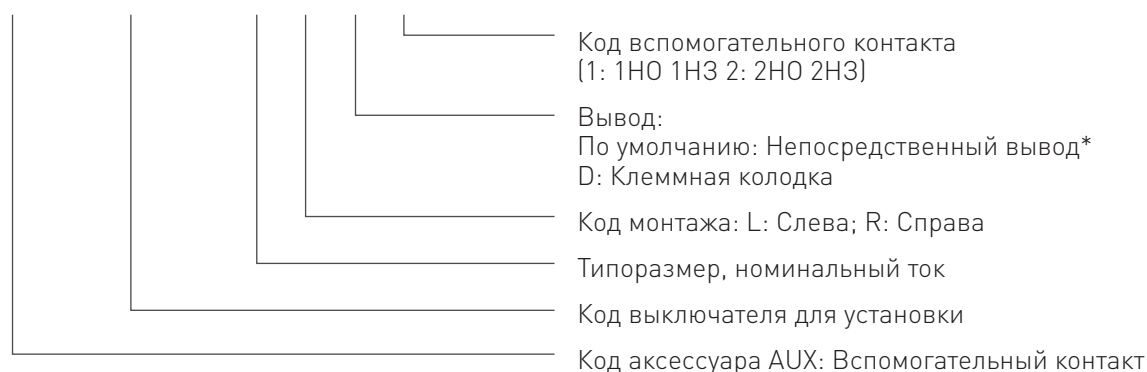 Код вспомогательного контакта
(1: 1НО 1НЗ 2: 2НО 2НЗ)
Вывод:
По умолчанию: Непосредственный вывод*
D: Клеммная колодка
Код монтажа: L: Слева; R: Справа
Типоразмер, номинальный ток
Код выключателя для установки
Код аксессуара AUX: Вспомогательный контакт